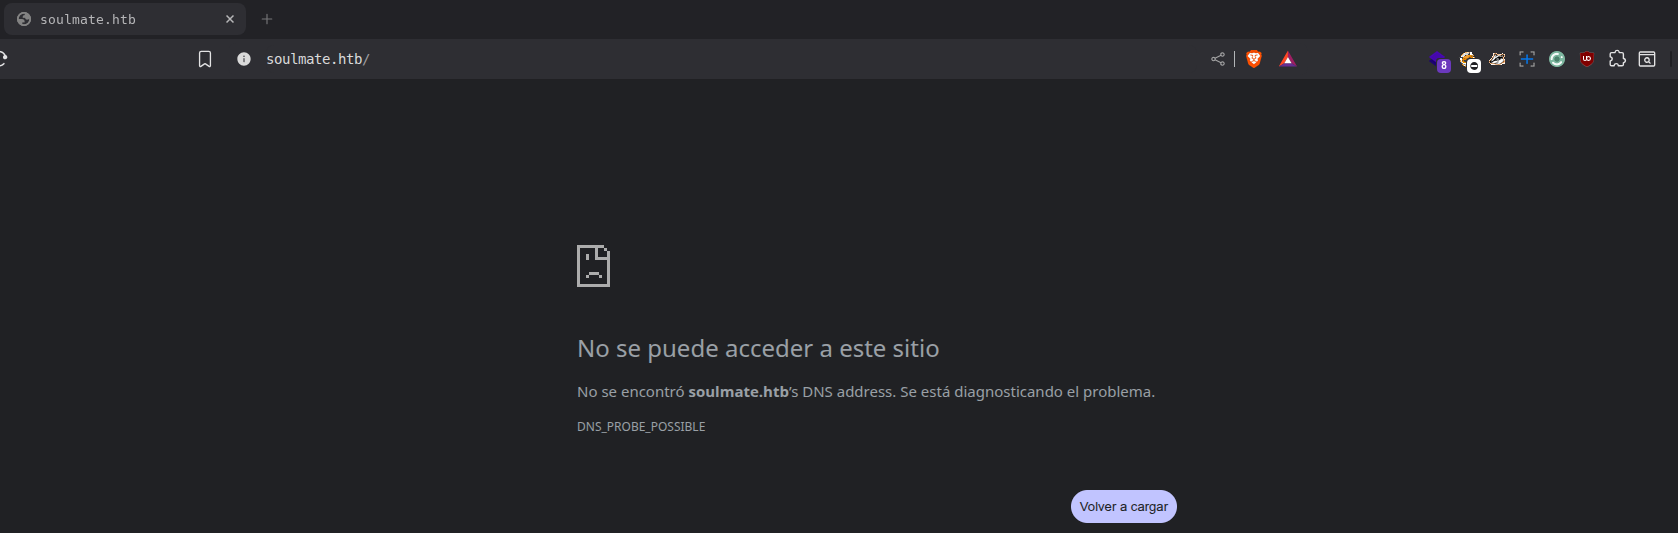 soulmate.htb
soulmate.htb/
8
UD
No se puede acceder a este sitio
No se encontró soulmate.htb's DNS address. Se está diagnosticando el problema.
DNS_PROBE_POSSIBLE
Volver a cargar